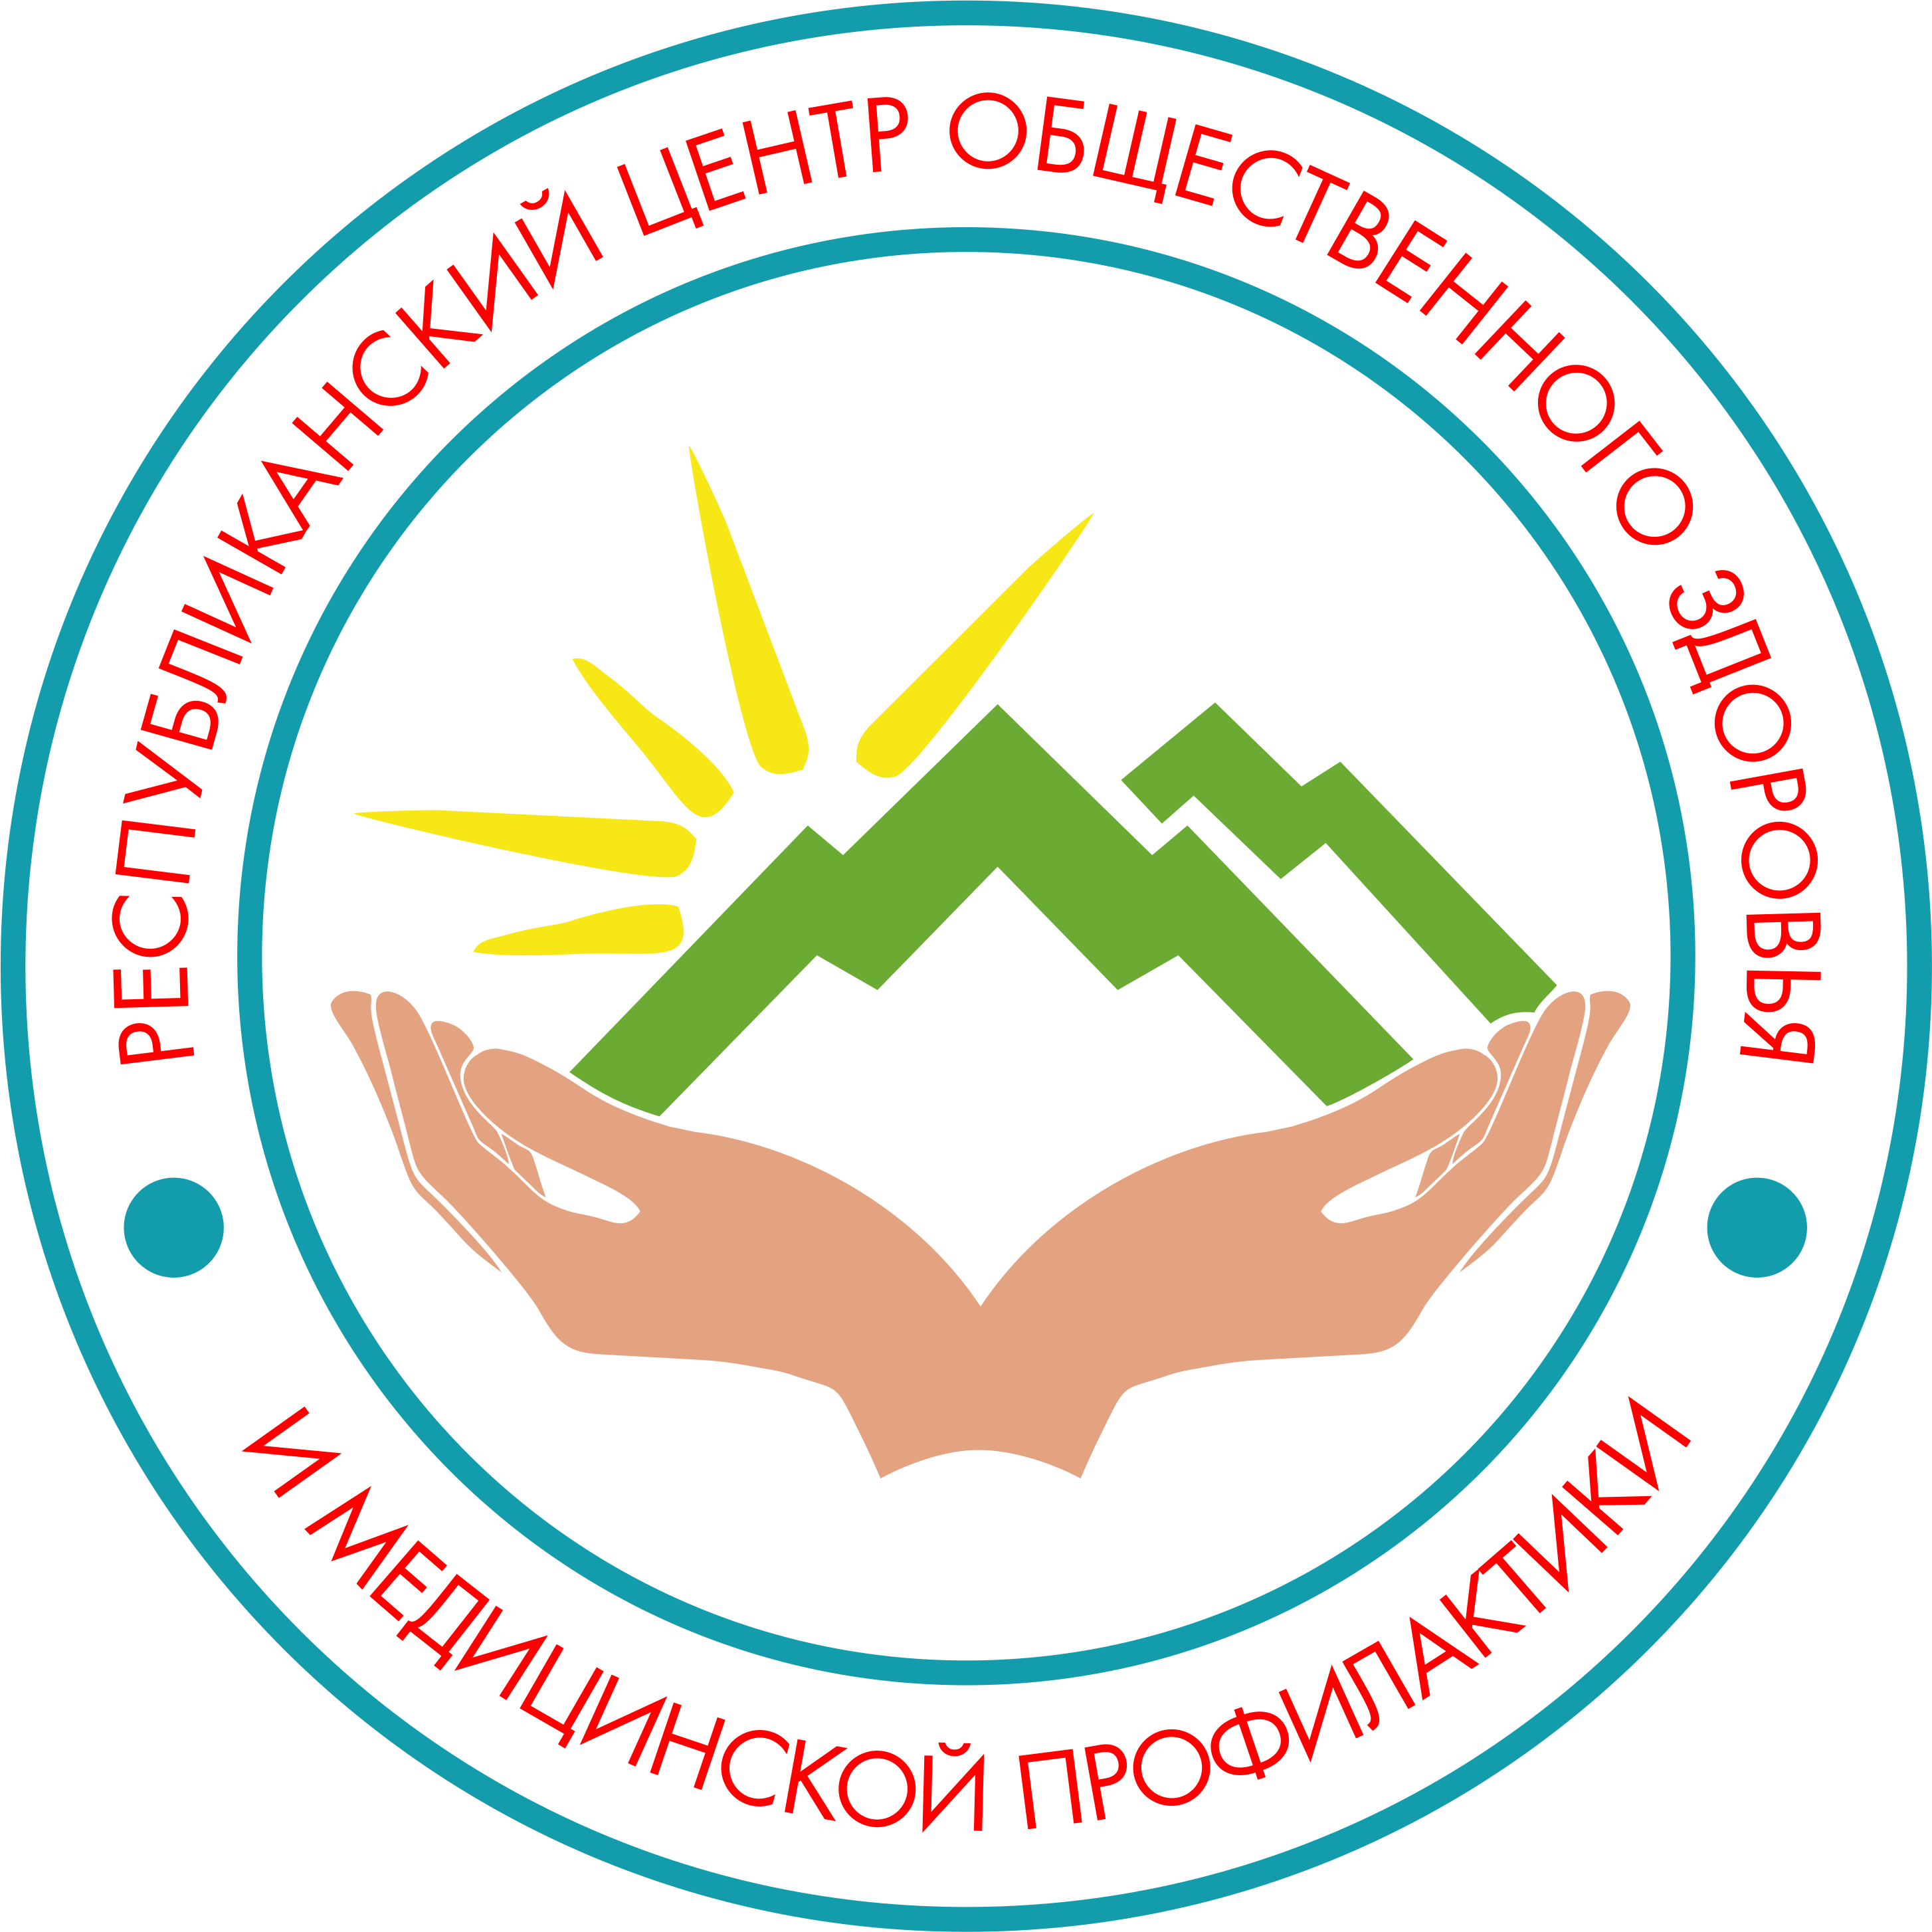 РЕСПУБЛИКАНСКИЙ ЦЕНТР ОБЩЕСТВЕННОГО ЗДОРОВЬЯ
И МЕДИЦИНСКОЙ ПРОФИЛАКТИКИ